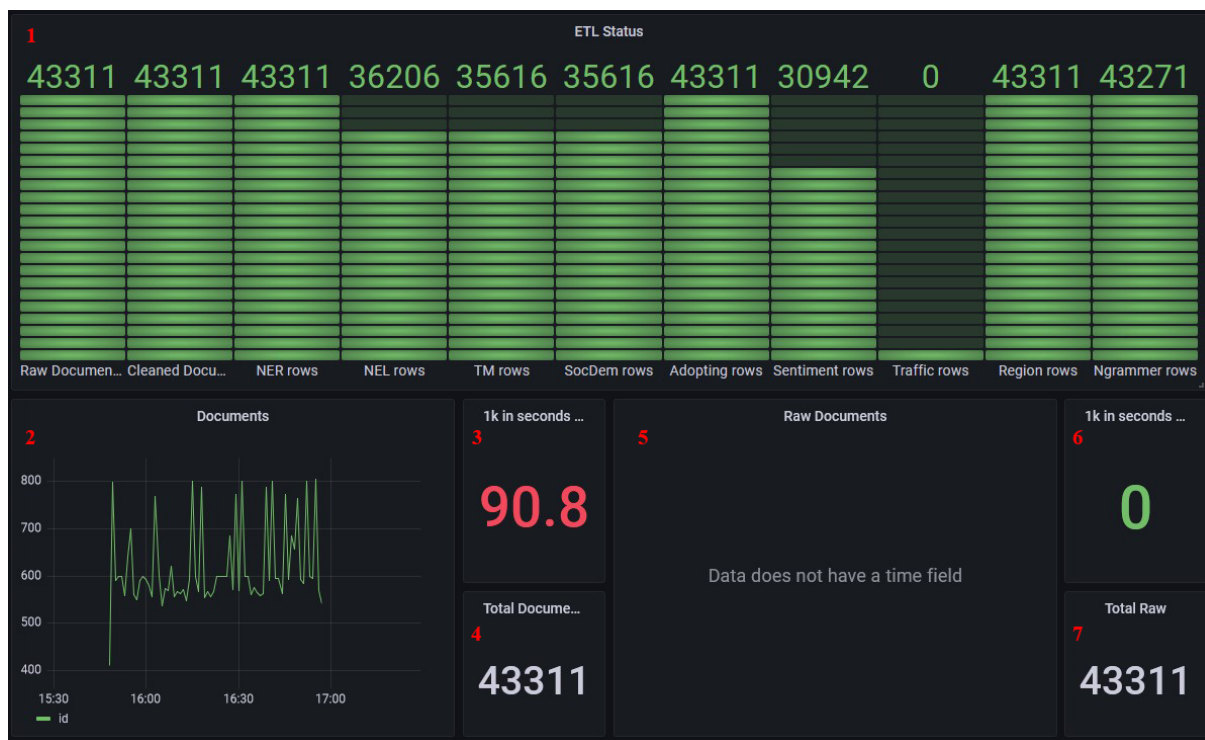 1
ETL Status
43311 43311 43311 36206 35616 35616 43311 30942 0 43311 43271
Raw Documen... Cleaned Docu... NER rows NEL rows TM rows SocDem rows Adopting rows Sentiment rows Traffic rows Region rows Ngrammer rows
2
Documents
800
700
600
500
400
15:30 16:00 16:30 17:00
id
1k in seconds ...
3
90.8
Total Docume...
4
43311
Raw Documents
5
Data does not have a time field
1k in seconds ...
6
0
Total Raw
7
43311